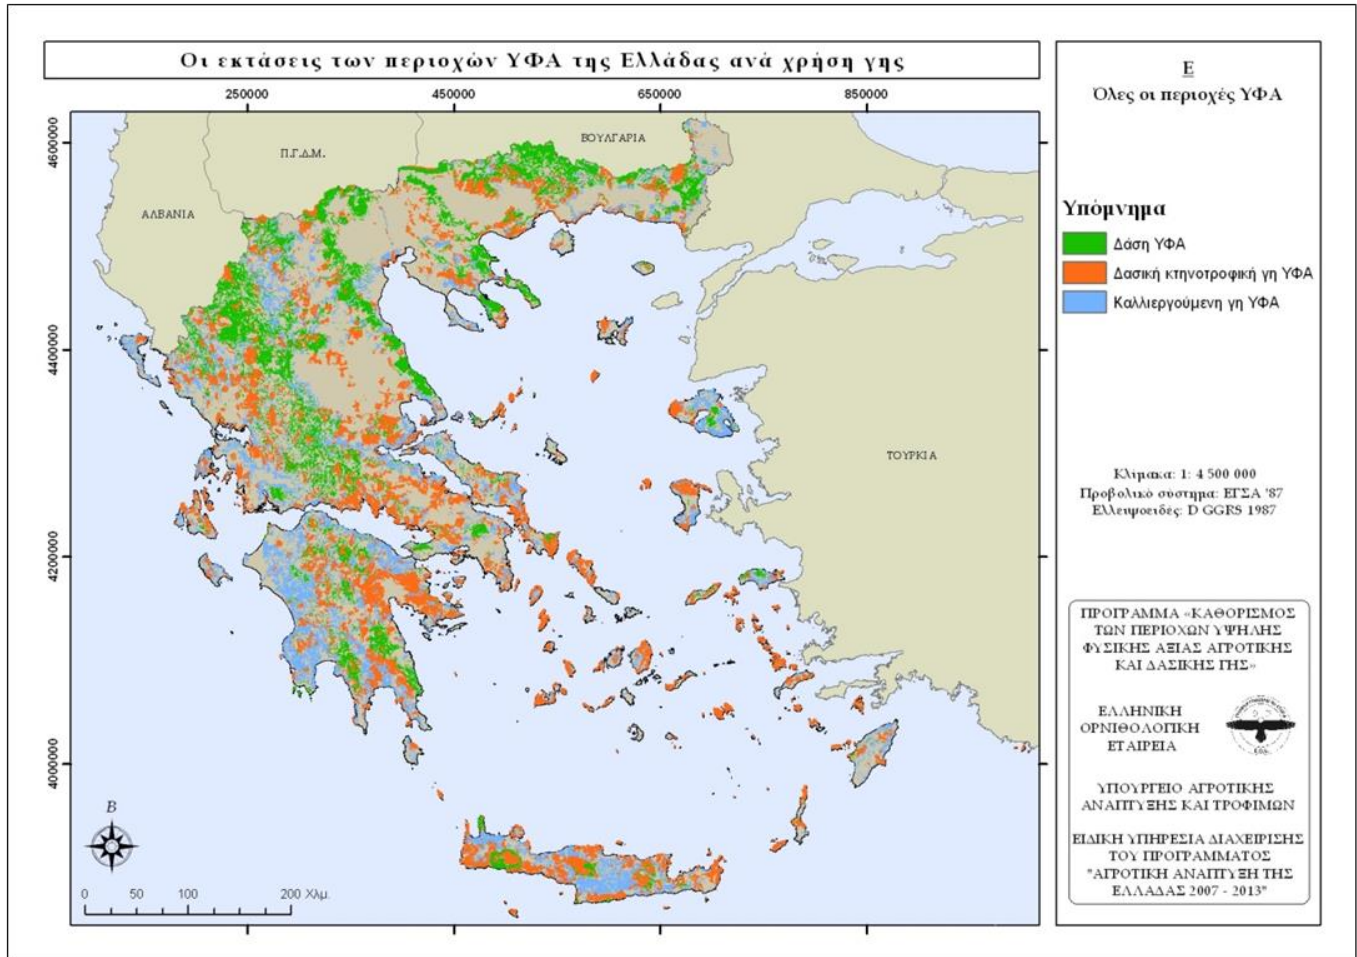 Οι εκτάσεις των περιοχών ΥΦΑ της Ελλάδας ανά χρήση γης
250000
450000
650000
850000
4600000
4400000
4200000
4000000
ΒΟΥΛΓΑΡΙΑ
Π.Γ.Δ.Μ.
ΑΛΒΑΝΙΑ
ΤΟΥΡΚΙΑ
Β
0 50 100 200 Χλμ.
Ε
Όλες οι περιοχές ΥΦΑ
Υπόμνημα
Δάση ΥΦΑ
Δασική κτηνοτροφική γη ΥΦΑ
Καλλιεργούμενη γη ΥΦΑ
Κλίμακα: 1: 4 500 000
Προβολικό σύστημα: ΕΓΣΑ '87
Ελλειψοειδές: D GGRS 1987
ΠΡΟΓΡΑΜΜΑ «ΚΑΘΟΡΙΣΜΟΣ
ΤΩΝ ΠΕΡΙΟΧΩΝ ΥΨΗΛΗΣ
ΦΥΣΙΚΗΣ ΑΞΙΑΣ ΑΓΡΟΤΙΚΗΣ
ΚΑΙ ΔΑΣΙΚΗΣ ΓΗΣ»
ΕΛΛΗΝΙΚΗ
ΟΡΝΙΘΟΛΟΓΙΚΗ
ΕΤΑΙΡΕΙΑ
ΥΠΟΥΡΓΕΙΟ ΑΓΡΟΤΙΚΗΣ
ΑΝΑΠΤΥΞΗΣ ΚΑΙ ΤΡΟΦΙΜΩΝ
ΕΙΔΙΚΗ ΥΠΗΡΕΣΙΑ ΔΙΑΧΕΙΡΙΣΗΣ
ΤΟΥ ΠΡΟΓΡΑΜΜΑΤΟΣ
"ΑΓΡΟΤΙΚΗ ΑΝΑΠΤΥΞΗ ΤΗΣ
ΕΛΛΑΔΑΣ 2007 - 2013"